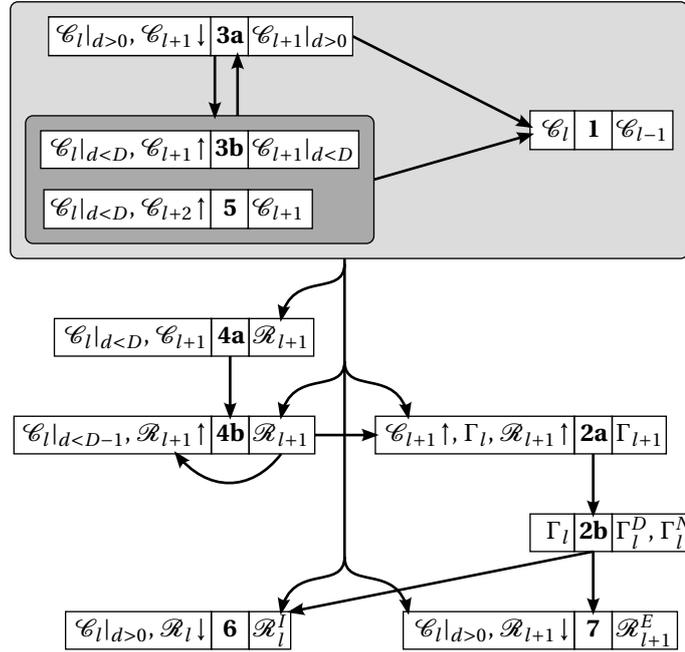 𝒞_l|_{d>0}, 𝒞_{l+1}↓ 3a 𝒞_{l+1}|_{d>0}
𝒞_l 1 𝒞_{l−1}
𝒞_l|_{d<D}, 𝒞_{l+1}↑ 3b 𝒞_{l+1}|_{d<D}
𝒞_l|_{d<D}, 𝒞_{l+2}↑ 5 𝒞_{l+1}
𝒞_l|_{d<D}, 𝒞_{l+1} 4a ℛ_{l+1}
𝒞_l|_{d<D−1}, ℛ_{l+1}↑ 4b ℛ_{l+1}
𝒞_{l+1}↑, Γ_l, ℛ_{l+1}↑ 2a Γ_{l+1}
Γ_l 2b Γ_l^D, Γ_l^N
𝒞_l|_{d>0}, ℛ_l↓ 6 ℛ_l^I
𝒞_l|_{d>0}, ℛ_{l+1}↓ 7 ℛ_{l+1}^E